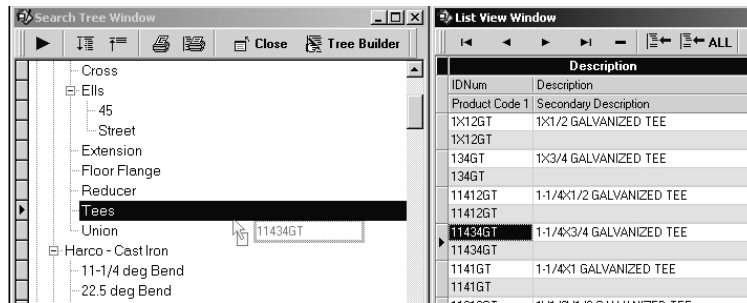 Search Tree Window
Close Tree Builder
Cross
Ells
45
Street
Extension
Floor Flange
Reducer
Tees
Union 11434GT
Harco - Cast Iron
11-1/4 deg Bend
22.5 deg Bend
List View Window
ALL
Description
IDNum Description
Product Code 1 Secondary Description
1X12GT 1X1/2 GALVANIZED TEE
1X12GT
134GT 1X3/4 GALVANIZED TEE
134GT
11412GT 1-1/4X1/2 GALVANIZED TEE
11412GT
11434GT 1-1/4X3/4 GALVANIZED TEE
11434GT
1141GT 1-1/4X1 GALVANIZED TEE
1141GT